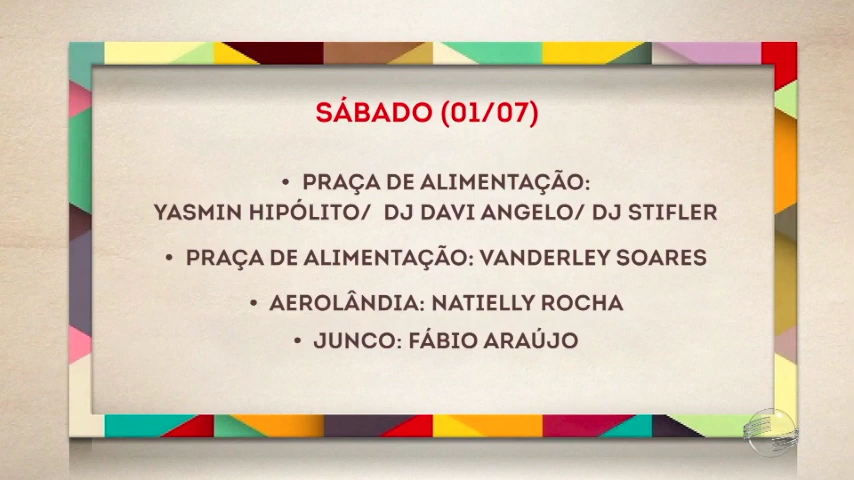 SÁBADO (01/07)
• PRAÇA DE ALIMENTAÇÃO:
YASMIN HIPÓLITO/ DJ DAVI ANGELO/ DJ STIFLER
• PRAÇA DE ALIMENTAÇÃO: VANDERLEY SOARES
• AEROLÂNDIA: NATIELLY ROCHA
• JUNCO: FÁBIO ARAÚJO